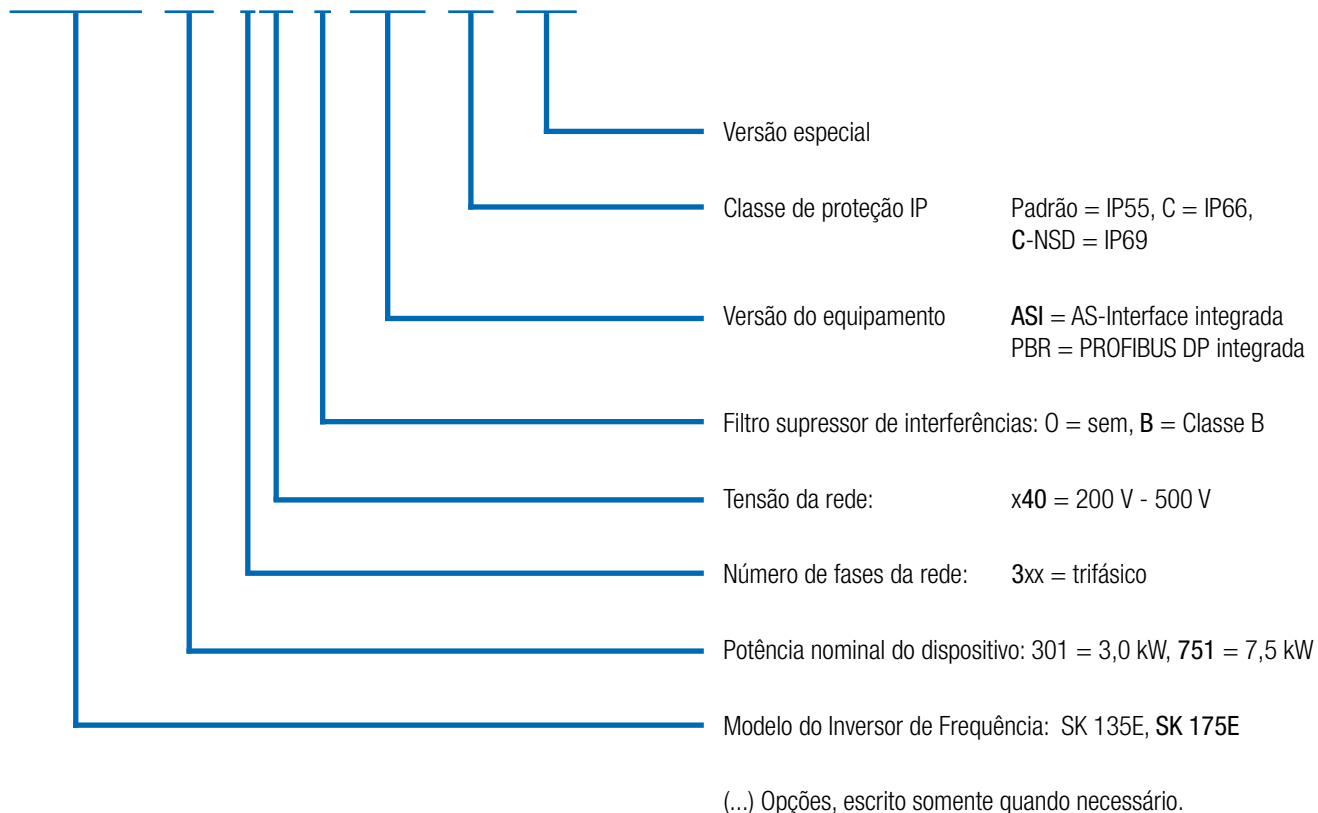 Versão especial
Classe de proteção IP Padrão = IP55, C = IP66,
C-NSD = IP69
Versão do equipamento ASI = AS-Interface integrada
PBR = PROFIBUS DP integrada
Filtro supressor de interferências: O = sem, B = Classe B
Tensão da rede: x40 = 200 V - 500 V
Número de fases da rede: 3xx = trifásico
Potência nominal do dispositivo: 301 = 3,0 kW, 751 = 7,5 kW
Modelo do Inversor de Frequência: SK 135E, SK 175E
(...) Opções, escrito somente quando necessário.